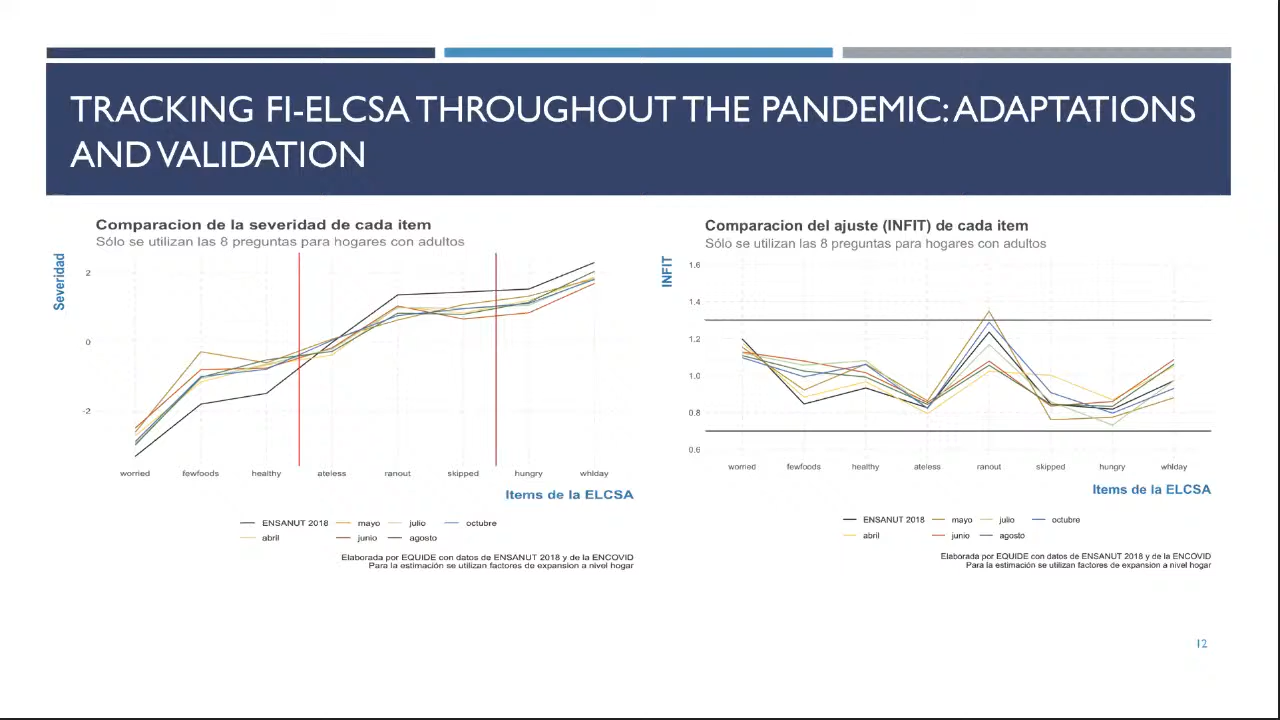 TRACKING FI-ELCSA THROUGHOUT THE PANDEMIC: ADAPTATIONS
AND VALIDATION
Comparacion de la severidad de cada item
Sólo se utilizan las 8 preguntas para hogares con adultos
Severidad
2
0
-2
worried fewfoods healthy ateless ranout skipped hungry whlday
Items de la ELCSA
ENSANUT 2018 mayo julio octubre
abril junio agosto
Elaborada por EQUIDE con datos de ENSANUT 2018 y de la ENCOVID
Para la estimación se utilizan factores de expansion a nivel hogar
Comparacion del ajuste (INFIT) de cada item
Sólo se utilizan las 8 preguntas para hogares con adultos
INFIT
1.6
1.4
1.2
1.0
0.8
0.6
worried fewfoods healthy ateless ranout skipped hungry whlday
Items de la ELCSA
ENSANUT 2018 mayo julio octubre
abril junio agosto
Elaborada por EQUIDE con datos de ENSANUT 2018 y de la ENCOVID
Para la estimación se utilizan factores de expansion a nivel hogar
12